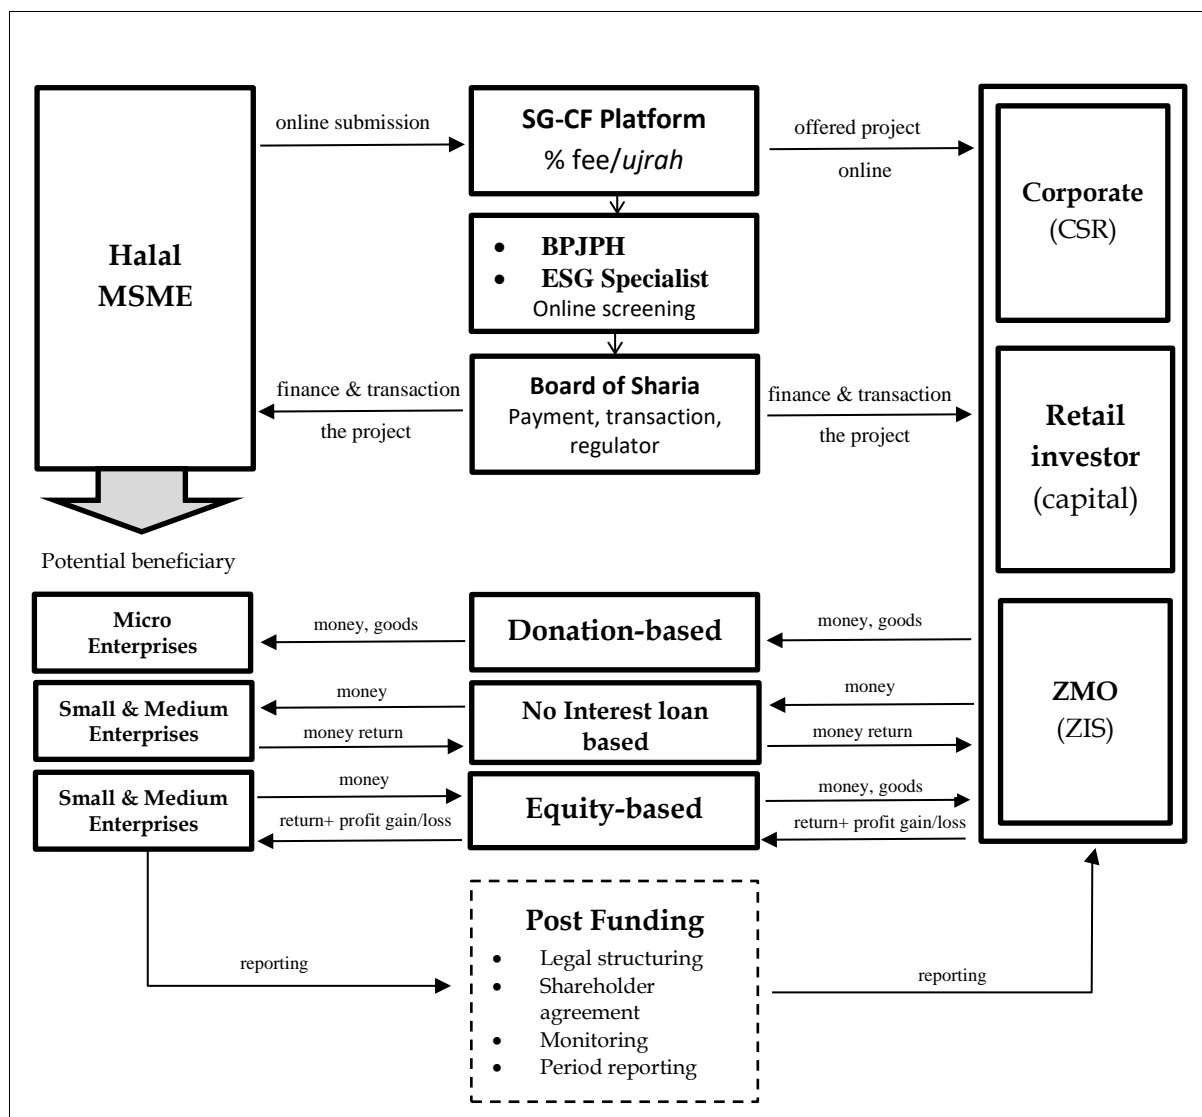 SG-CF Platform
% fee/ujrah
online submission
offered project
online
Halal
MSME
• BPJPH
• ESG Specialist
Online screening
Corporate
(CSR)
finance & transaction
the project
Board of Sharia
Payment, transaction,
regulator
finance & transaction
the project
Retail
investor
(capital)
Potential beneficiary
Micro
Enterprises
money, goods
Donation-based
money, goods
ZMO
(ZIS)
Small & Medium
Enterprises
money
money return
No Interest loan
based
money
money return
Small & Medium
Enterprises
money
return+ profit gain/loss
Equity-based
money, goods
return+ profit gain/loss
Post Funding
• Legal structuring
• Shareholder
agreement
• Monitoring
• Period reporting
reporting
reporting